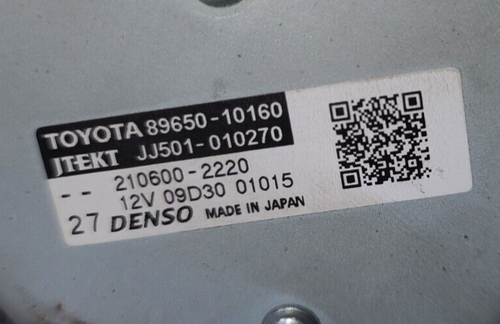 TOYOTA 89650-10160
JTEKT JJ501-010270
-- 210600-2220
12V 09D30 01015
27 DENSO MADE IN JAPAN